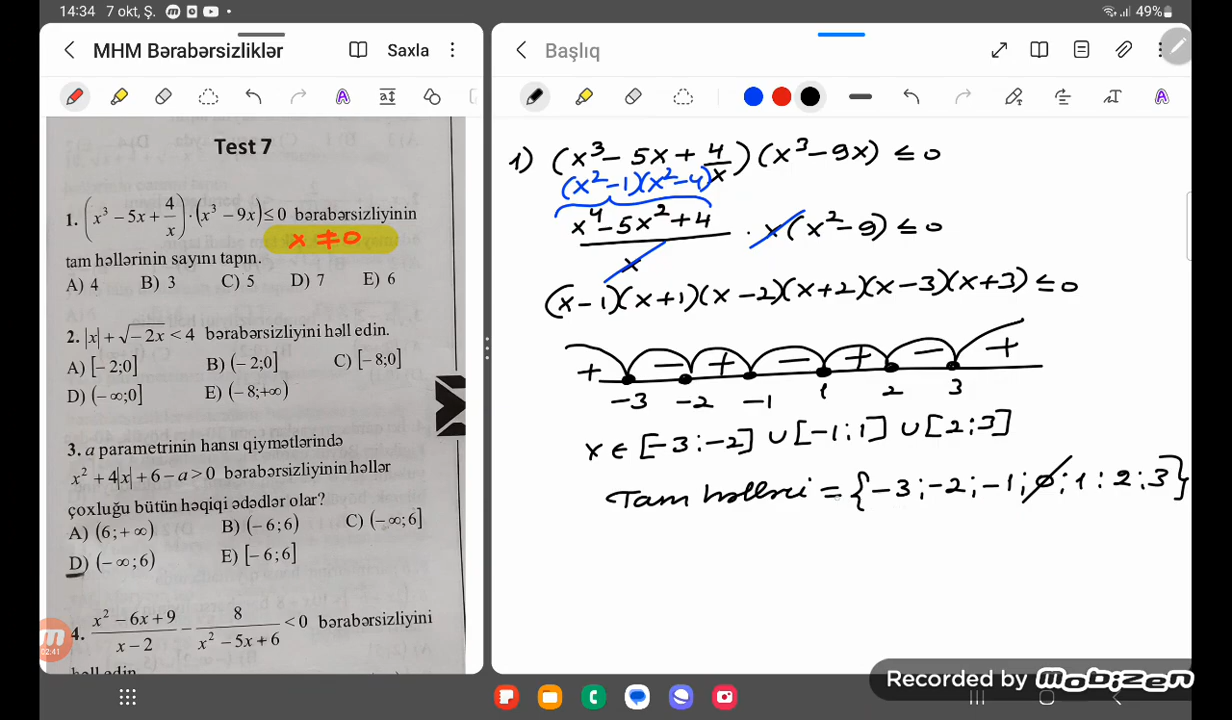 14:34 7 okt, Ş.
49%
MHM Bərabərsizliklər
Saxla
Test 7
1. (x³ − 5x + 4/x) · (x³ − 9x) ≤ 0 bərabərsizliyinin
x ≠ 0
tam həllərinin sayını tapın.
A) 4 B) 3 C) 5 D) 7 E) 6
2. |x| + √−2x < 4 bərabərsizliyini həll edin.
A) [−2;0] B) (−2;0] C) [−8;0]
D) (−∞;0] E) (−8;+∞)
3. a parametrinin hansı qiymətlərində
x² + 4|x| + 6 − a > 0 bərabərsizliyinin həllər
çoxluğu bütün həqiqi ədədlər olar?
A) (6;+∞) B) (−6;6) C) (−∞;6]
D) (−∞;6) E) [−6;6]
4. (x² − 6x + 9)/(x − 2) − 8/(x² − 5x + 6) < 0 bərabərsizliyini
həll edin
02:41
Başlıq
1) (x³ − 5x + 4/x)(x³ − 9x) ≤ 0
(x² − 1)(x² − 4)
(x⁴ − 5x² + 4)/x · x(x² − 9) ≤ 0
(x − 1)(x + 1)(x − 2)(x + 2)(x − 3)(x + 3) ≤ 0
+ − + − + − +
−3 −2 −1 1 2 3
x ∈ [−3;−2] ∪ [−1;1] ∪ [2;3]
Tam həlləri = {−3;−2;−1;0;1;2;3}
Recorded by mobizen